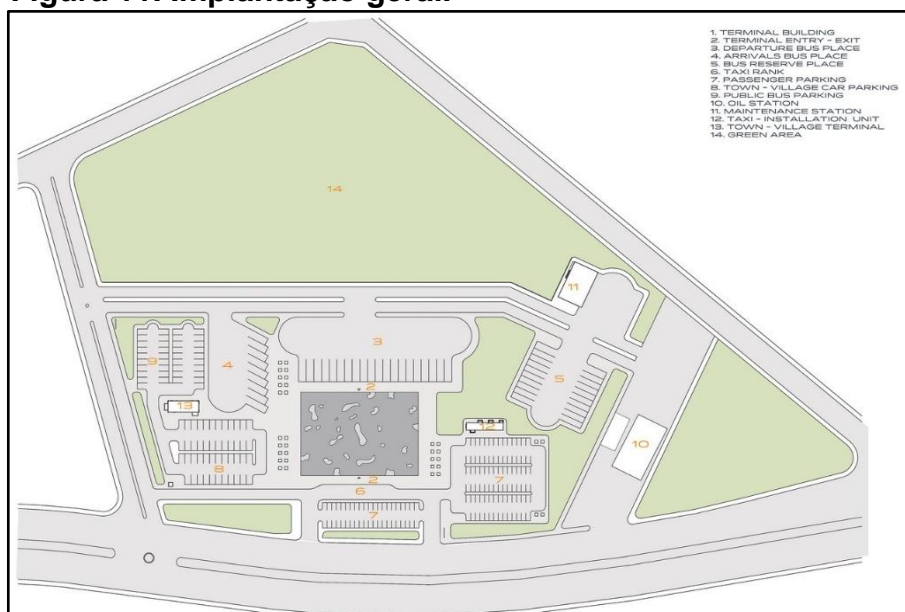 Figura Implantação geral.
1. TERMINAL BUILDING
2. TERMINAL ENTRY - EXIT
3. DEPARTURE BUS PLACE
4. ARRIVALS BUS PLACE
5. BUS RESERVE PLACE
6. TAXI RANK
7. PASSENGER PARKING
8. TOWN - VILLAGE CAR PARKING
9. PUBLIC BUS PARKING
10. OIL STATION
11. MAINTENANCE STATION
12. TAXI - INSTALLATION UNIT
13. TOWN - VILLAGE TERMINAL
14. GREEN AREA
14
11
3
9
4
5
2
13
12
10
8
7
2
6
7